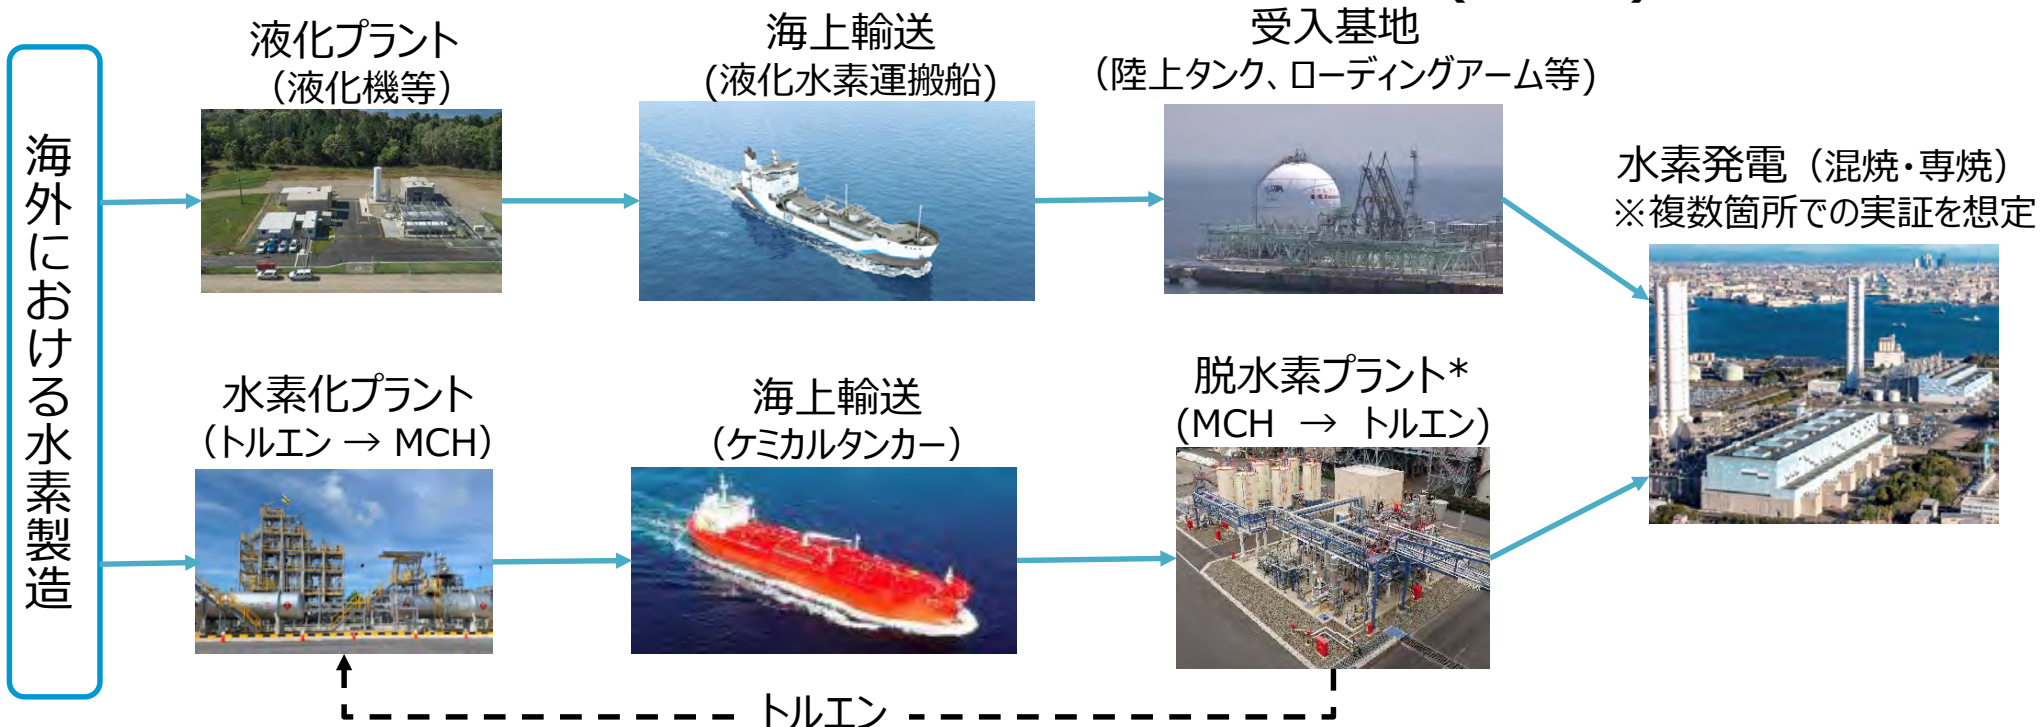 海外における水素製造
液化プラント
（液化機等）
海上輸送
(液化水素運搬船)
受入基地
（陸上タンク、ローディングアーム等）
水素発電（混焼・専焼）
※複数箇所での実証を想定
水素化プラント
（トルエン → MCH）
海上輸送
（ケミカルタンカー）
脱水素プラント*
(MCH → トルエン)
トルエン